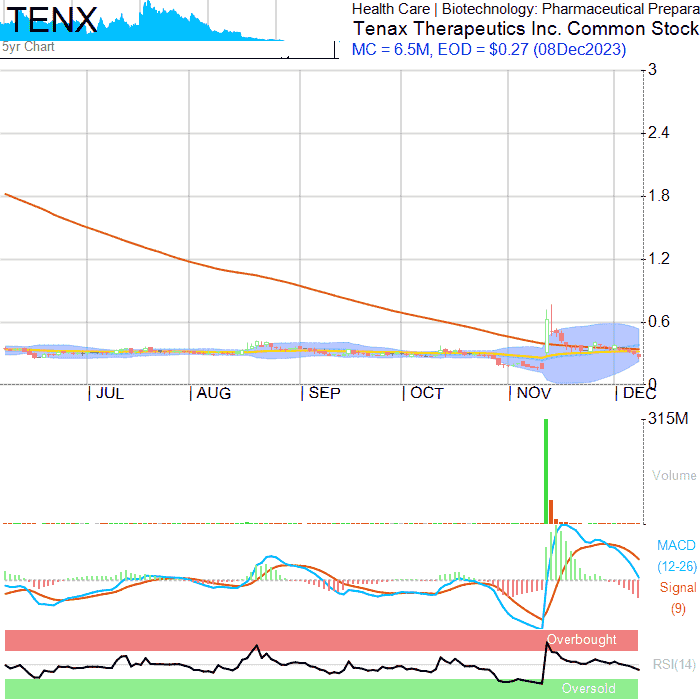 TENX
5yr Chart
Health Care | Biotechnology: Pharmaceutical Prepara
Tenax Therapeutics Inc. Common Stock
MC = 6.5M, EOD = $0.27 (08Dec2023)
3
2.4
1.8
1.2
0.6
0
JUL AUG SEP OCT NOV DEC
315M
Volume
MACD
(12-26)
Signal
(9)
Overbought
RSI(14)
Oversold